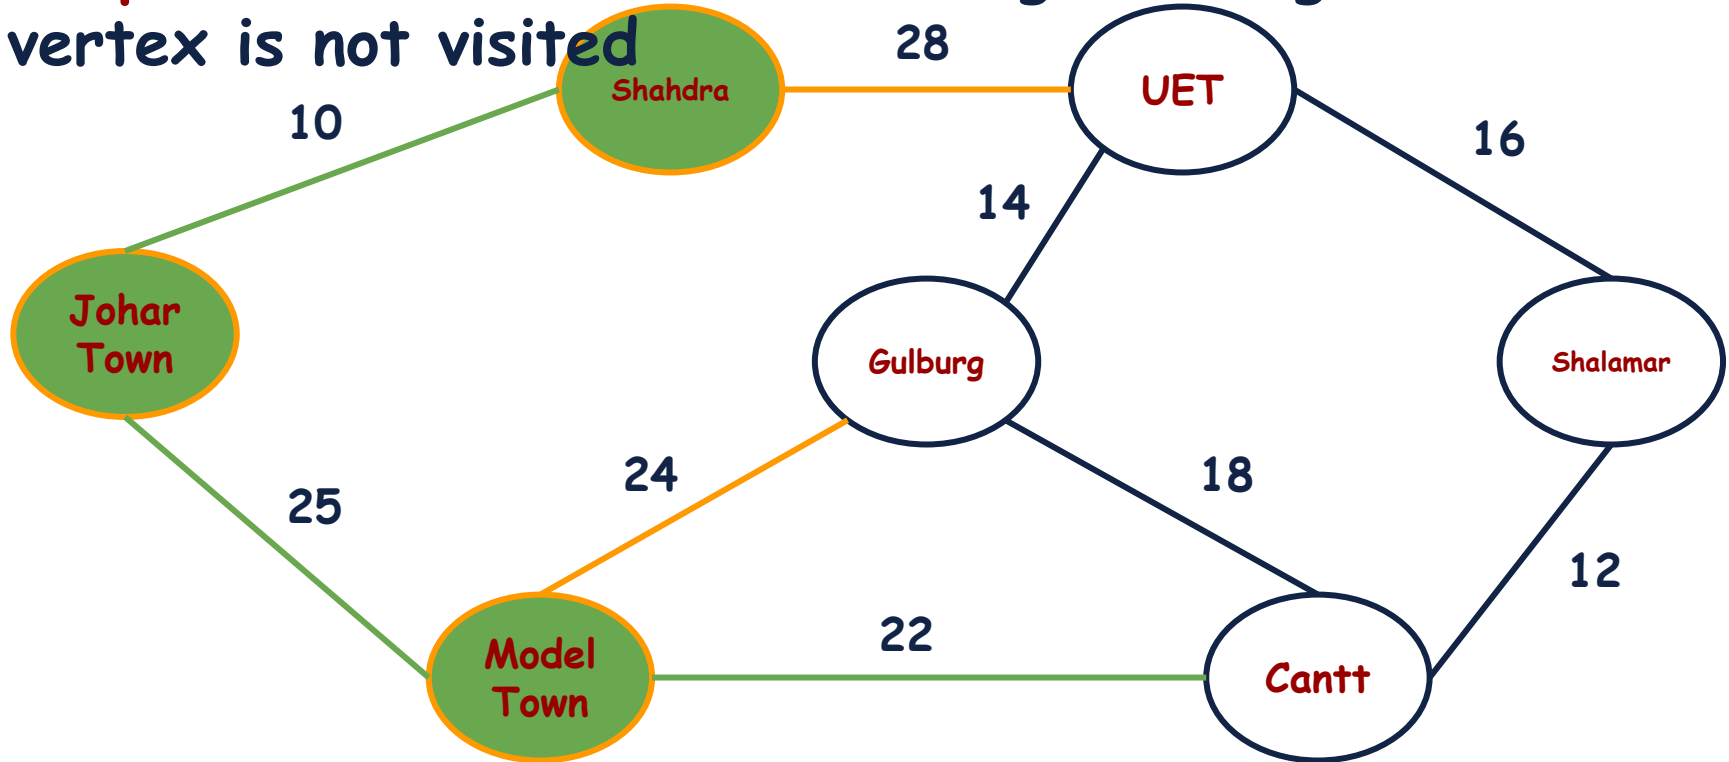 vertex is not visited
28
Shahdra
UET
10
16
14
Johar
Town
Gulburg
Shalamar
24
18
25
12
22
Model
Town
Cantt